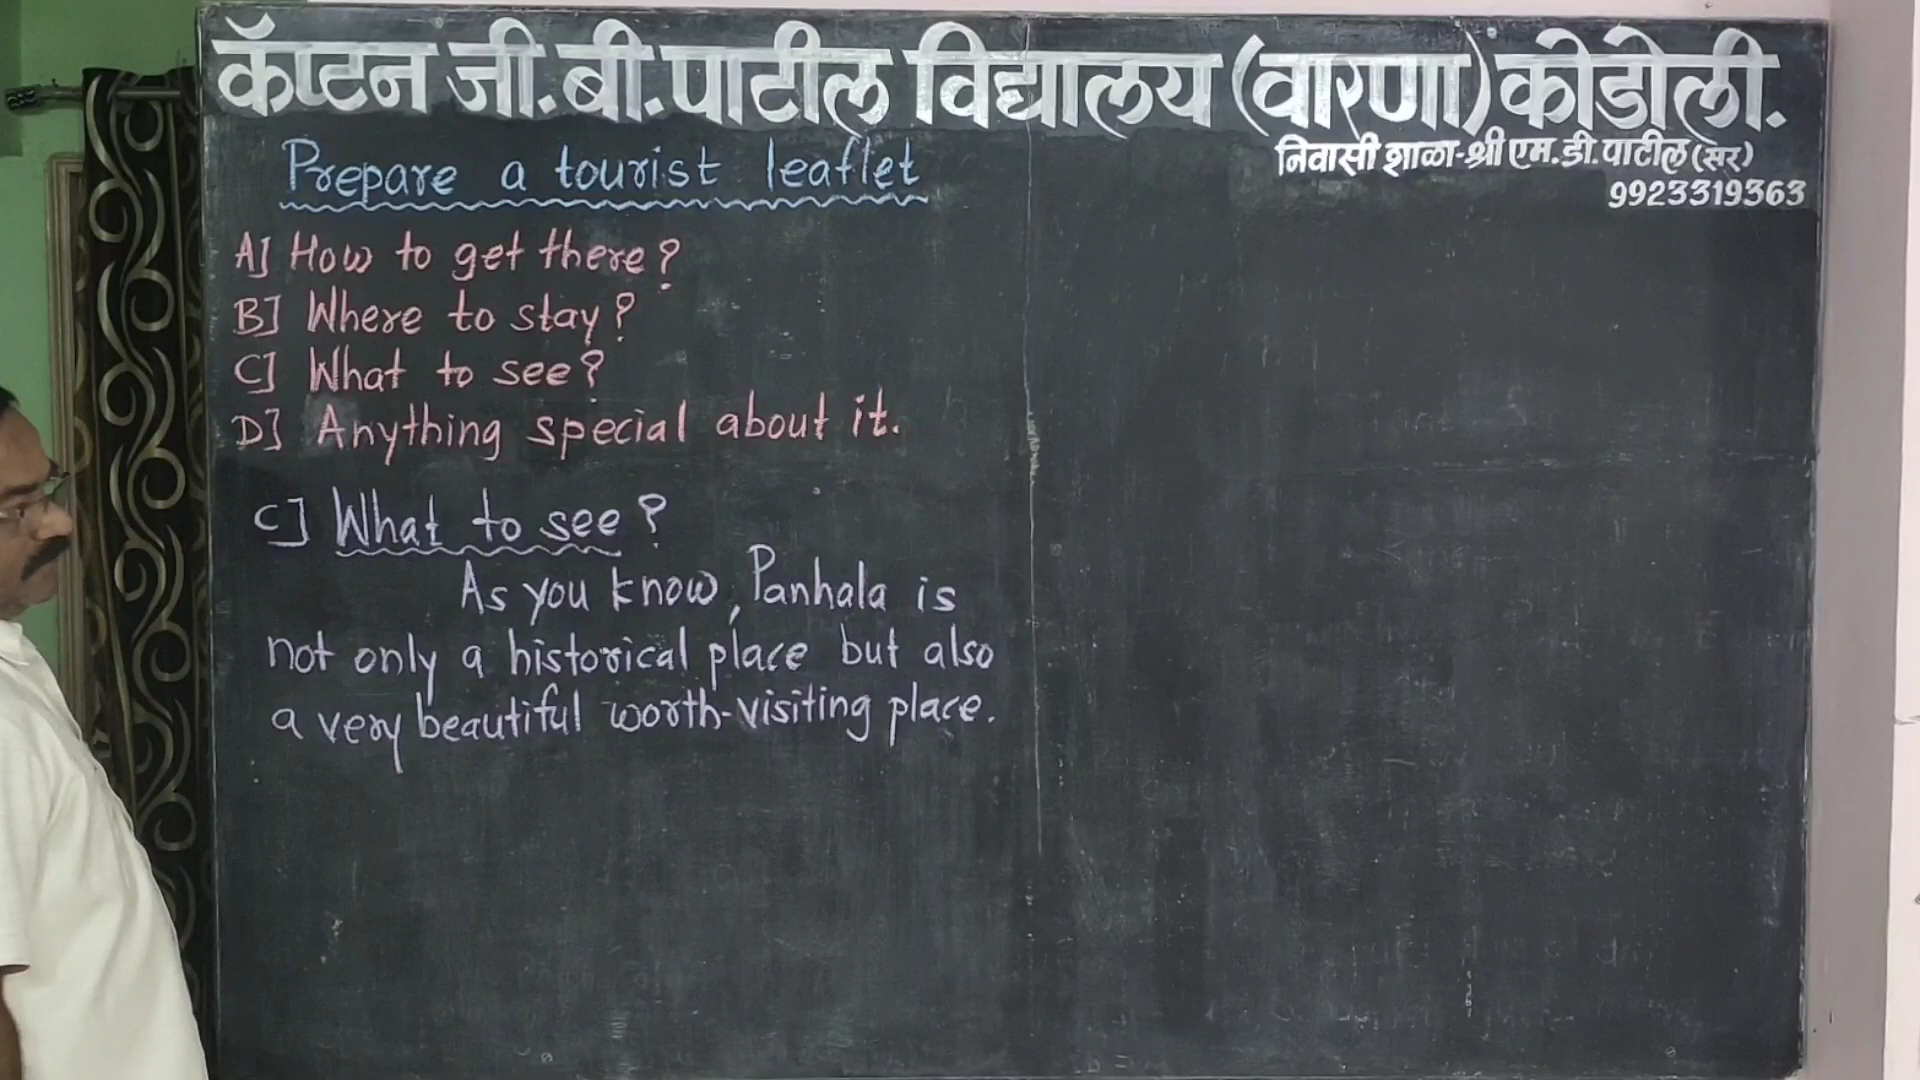 कॅप्टन जी.बी.पाटील विद्यालय (वारणा) कोडोली.
निवासी शाळा-श्री एम.डी.पाटील (सर)
9923319363
Prepare a tourist leaflet
A] How to get there?
B] Where to stay?
C] What to see?
D] Anything special about it.
C] What to see?
As you know, Panhala is
not only a historical place but also
a very beautiful worth-visiting place.